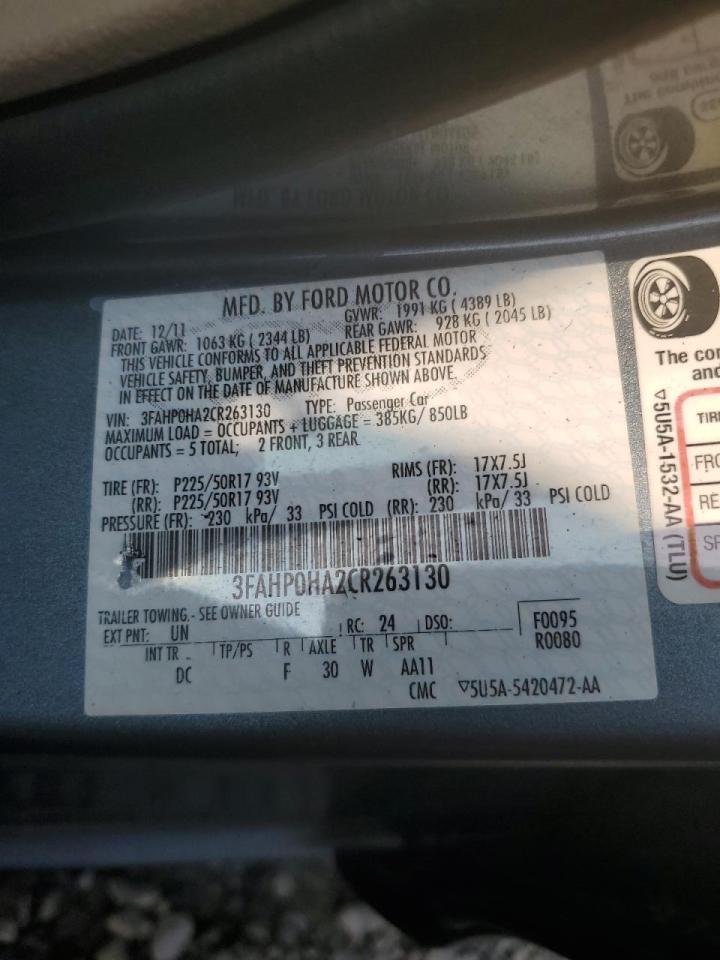 MFD. BY FORD MOTOR CO.
DATE: 12/11
GVWR: 1991 KG ( 4389 LB)
FRONT GAWR: 1063 KG ( 2344 LB)
REAR GAWR: 928 KG ( 2045 LB)
THIS VEHICLE CONFORMS TO ALL APPLICABLE FEDERAL MOTOR
VEHICLE SAFETY, BUMPER, AND THEFT PREVENTION STANDARDS
IN EFFECT ON THE DATE OF MANUFACTURE SHOWN ABOVE.
VIN: 3FAHP0HA2CR263130 TYPE: Passenger Car
MAXIMUM LOAD = OCCUPANTS + LUGGAGE = 385KG/ 850LB
OCCUPANTS = 5 TOTAL; 2 FRONT, 3 REAR
TIRE (FR): P225/50R17 93V RIMS (FR): 17X7.5J
(RR): P225/50R17 93V (RR): 17X7.5J
PRESSURE (FR): 230 kPa/ 33 PSI COLD (RR): 230 kPa/ 33 PSI COLD
3FAHP0HA2CR263130
TRAILER TOWING - SEE OWNER GUIDE
EXT PNT: UN RC: 24 DSO: F0095
R0080
INT TR TP/PS R AXLE TR SPR
DC F 30 W AA11
CMC ▽5U5A-5420472-AA
The co
and
▽5U5A-1532-AA (TLU)
TIR
FRO
RE
SP